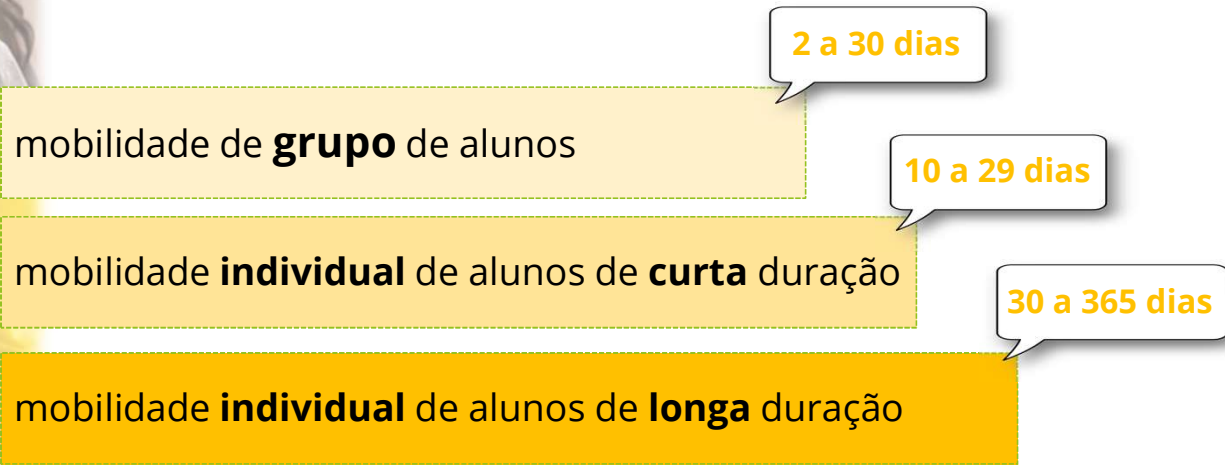 2 a 30 dias
mobilidade de grupo de alunos
10 a 29 dias
mobilidade individual de alunos de curta duração
30 a 365 dias
mobilidade individual de alunos de longa duração